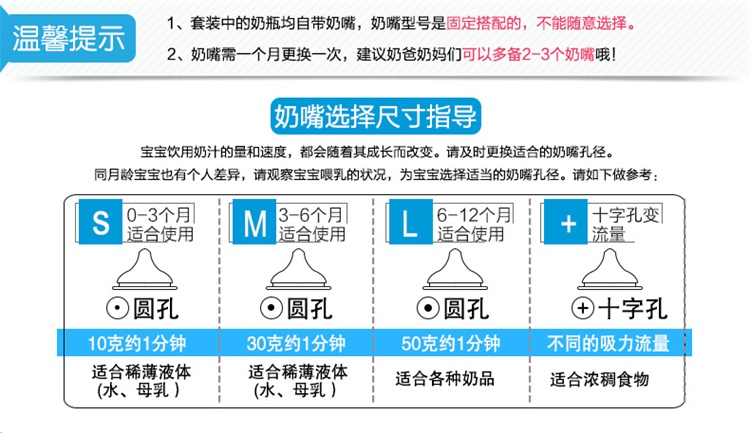 温馨提示
1、套装中的奶瓶均自带奶嘴，奶嘴型号是固定搭配的，不能随意选择。
2、奶嘴需一个月更换一次，建议奶爸奶妈们可以多备2-3个奶嘴哦!
奶嘴选择尺寸指导
宝宝饮用奶汁的量和速度，都会随着其成长而改变。请及时更换适合的奶嘴孔径。
同月龄宝宝也有个人差异，请观察宝宝喂乳的状况，为宝宝选择适当的奶嘴孔径。请如下做参考：
S
0-3个月
适合使用
圆孔
10克约1分钟
适合稀薄液体
(水、母乳)
M
3-6个月
适合使用
圆孔
30克约1分钟
适合稀薄液体
(水、母乳)
L
6-12个月
适合使用
圆孔
50克约1分钟
适合各种奶品
+
十字孔变
流量
十字孔
不同的吸力流量
适合浓稠食物